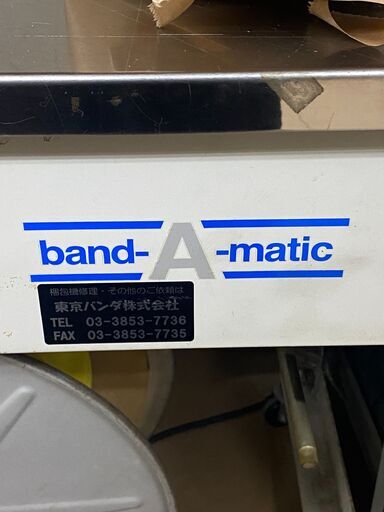 band-A-matic
梱包機修理・その他のご依頼は
東京バンダ株式会社
TEL 03-3853-7736
FAX 03-3853-7735